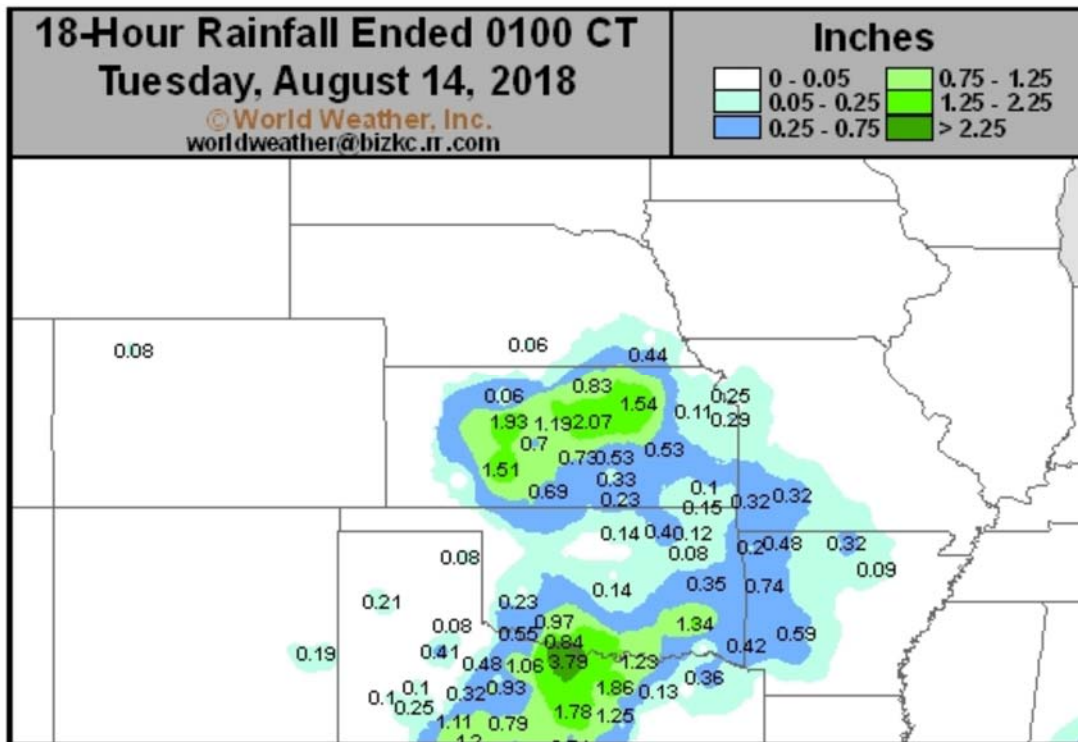 18-Hour Rainfall Ended 0100 CT
Tuesday, August 14, 2018
©World Weather, Inc.
worldweather@bizkc.rr.com
Inches
0 - 0.05
0.05 - 0.25
0.25 - 0.75
0.75 - 1.25
1.25 - 2.25
> 2.25
0.08
0.06
0.44
0.06 0.83
1.54 0.11 0.25
1.93 1.19 2.07 0.29
0.7
0.73 0.53 0.53
1.51
0.33
0.69 0.23
0.1
0.15 0.32 0.32
0.14 0.4 0.12
0.08 0.2 0.48 0.32
0.09
0.08
0.14 0.35 0.74
0.21 0.23
0.08 0.97 1.34
0.55 0.84 0.59
0.19 0.41 0.42
0.48 1.06 3.79 1.29
0.36
0.1 0.32 0.93 1.86 0.13
0.1 0.25
1.11 0.79 1.78 1.25